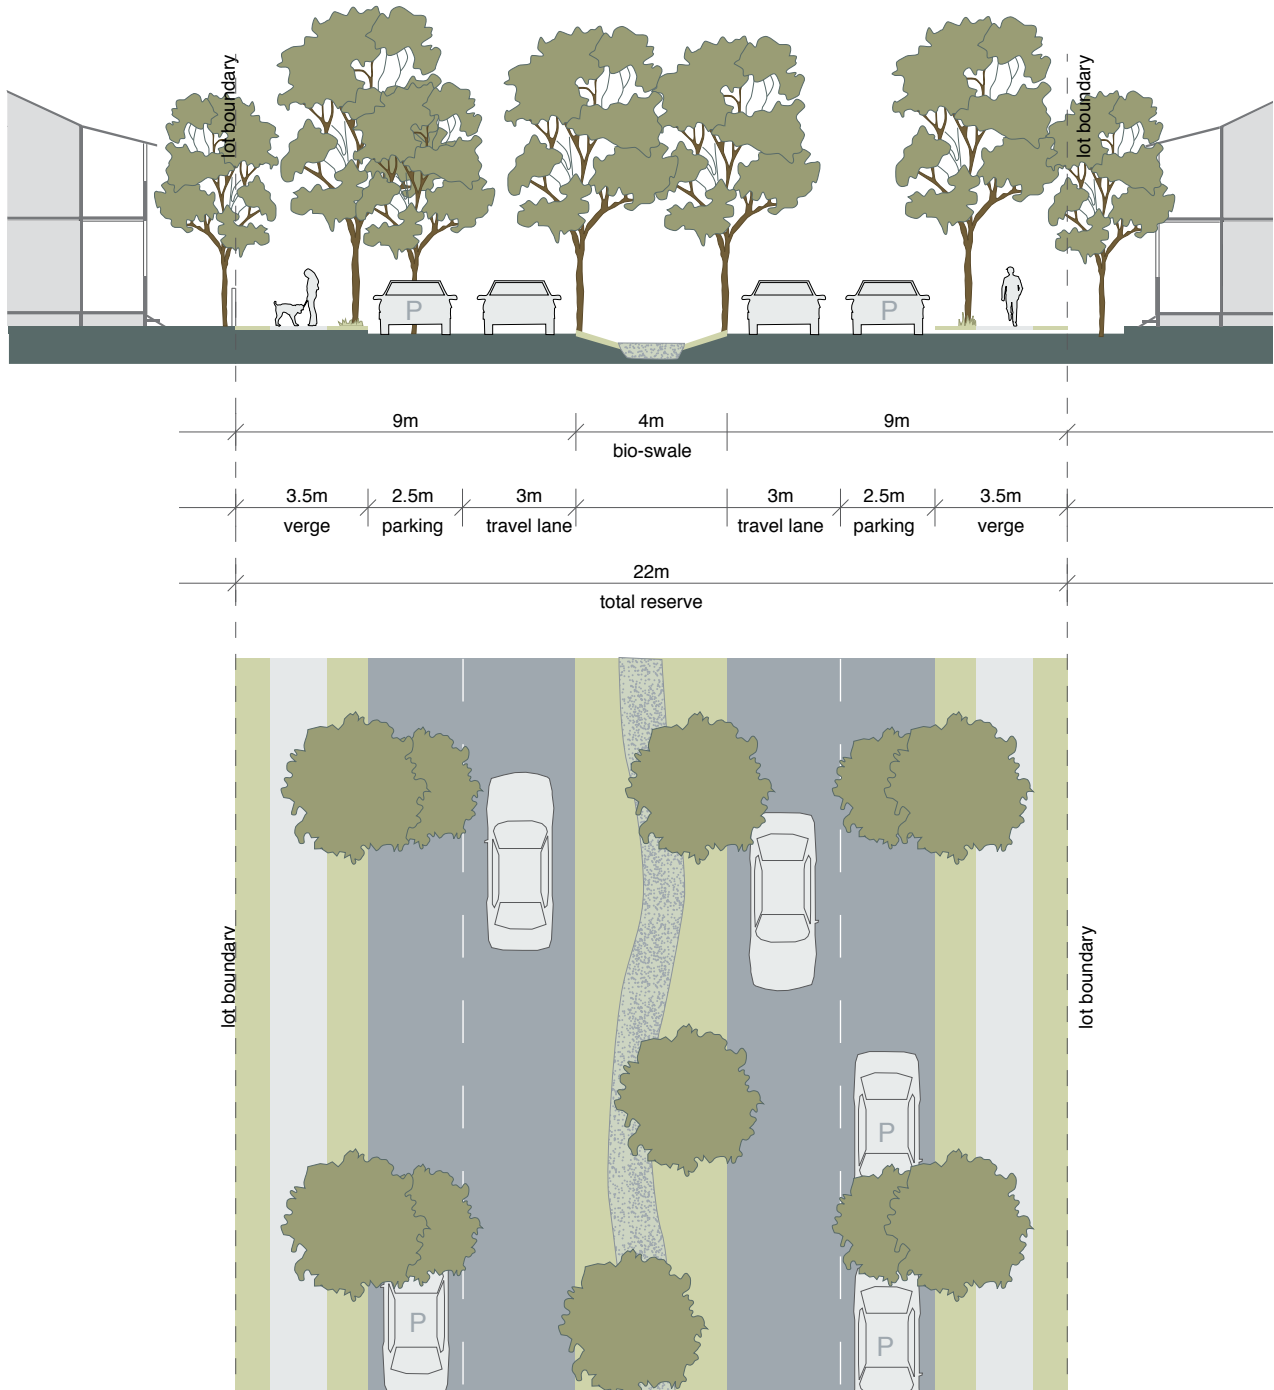 lot boundary
lot boundary
P
P
9m
4m
9m
bio-swale
3.5m
2.5m
3m
3m
2.5m
3.5m
verge
parking
travel lane
travel lane
parking
verge
22m
total reserve
lot boundary
lot boundary
P
P
P